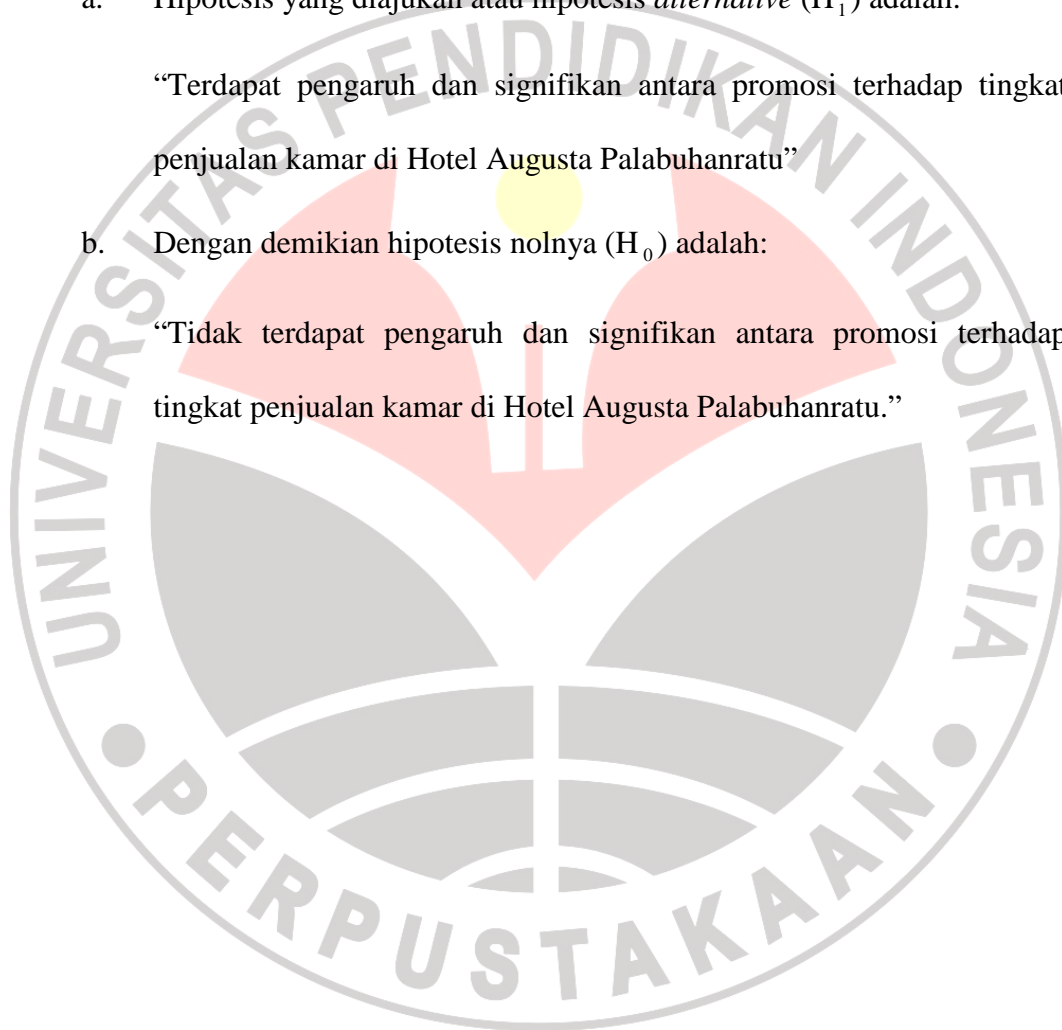 a. Hipotesis yang diajukan atau hipotesis alternative (H₁) adalah:
“Terdapat pengaruh dan signifikan antara promosi terhadap tingkat
penjualan kamar di Hotel Augusta Palabuhanratu”
b. Dengan demikian hipotesis nolnya (H₀) adalah:
“Tidak terdapat pengaruh dan signifikan antara promosi terhadap
tingkat penjualan kamar di Hotel Augusta Palabuhanratu.”
UNIVERSITAS PENDIDIKAN INDONESIA
PERPUSTAKAAN